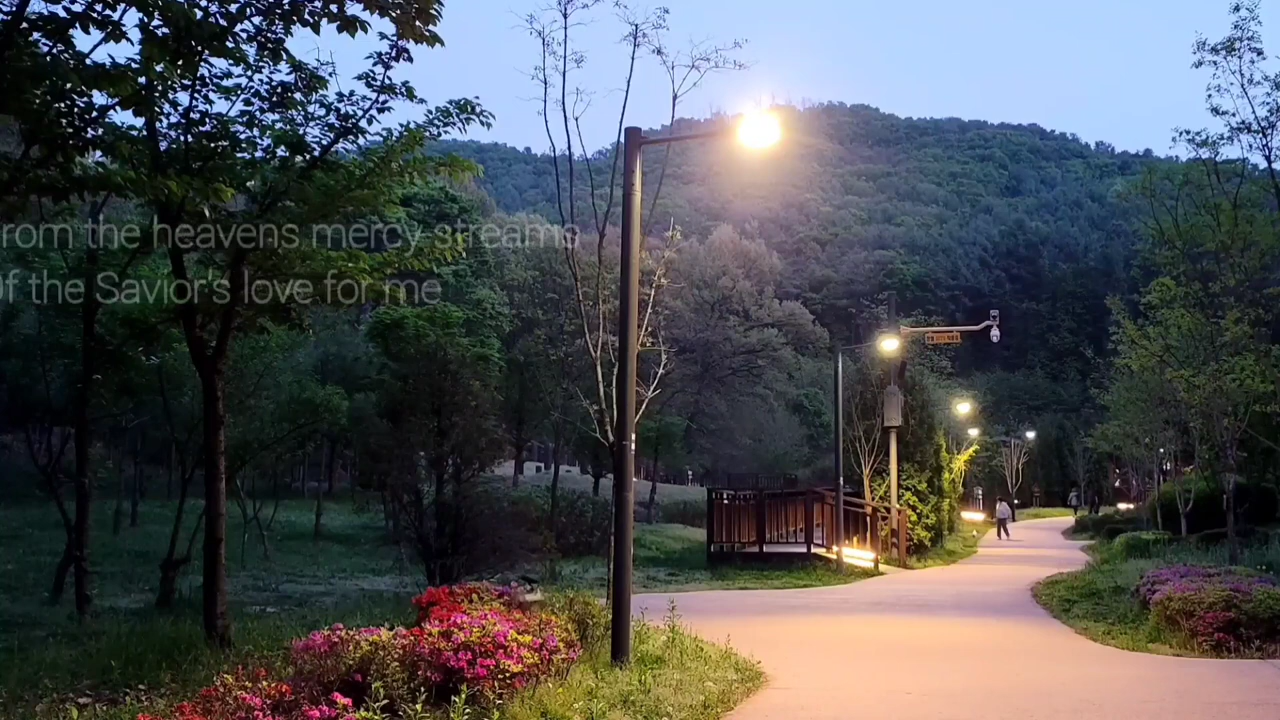 rom the heavens mercy streams
Of the Savior's love for me